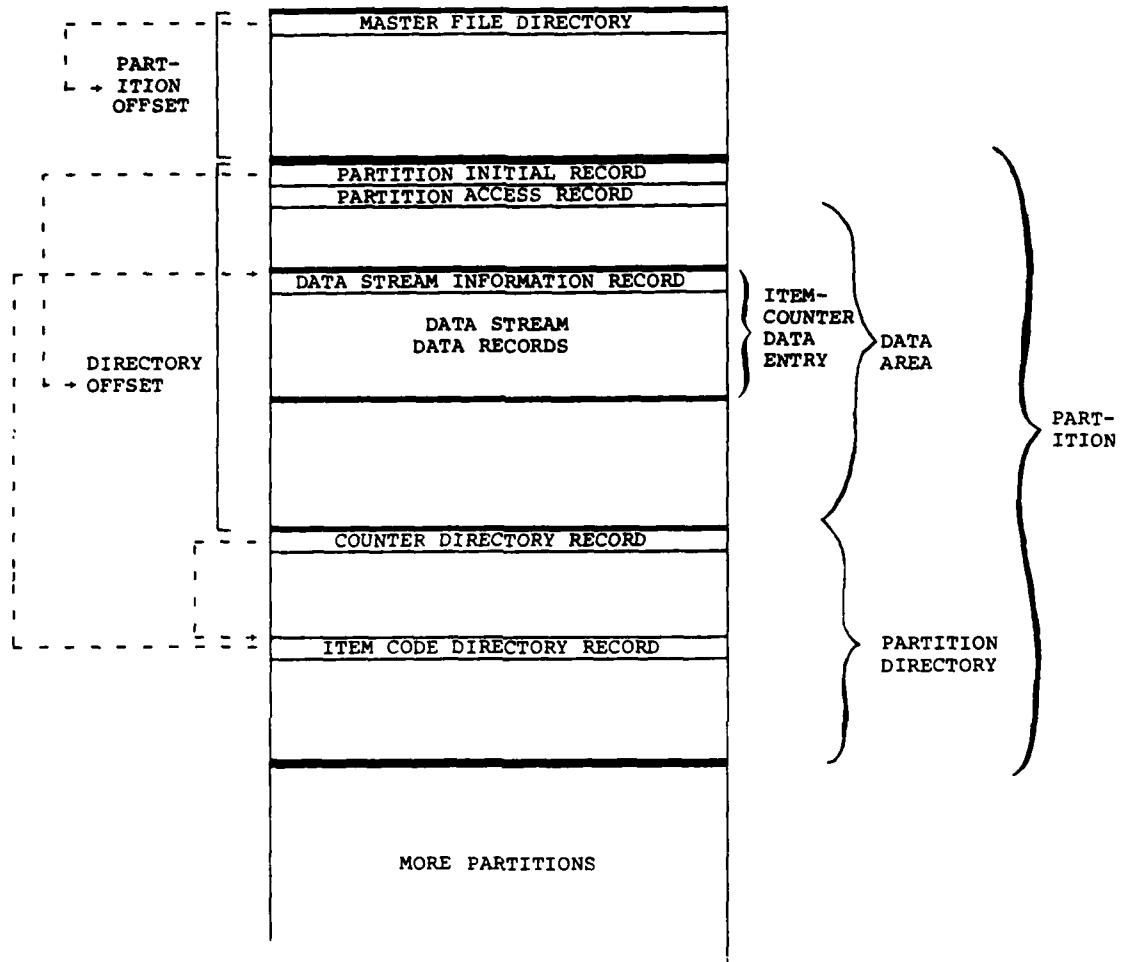 MASTER FILE DIRECTORY
PART-
ITION
OFFSET
PARTITION INITIAL RECORD
PARTITION ACCESS RECORD
DATA STREAM INFORMATION RECORD
DATA STREAM
DATA RECORDS
ITEM-
COUNTER
DATA
ENTRY
DATA
AREA
DIRECTORY
OFFSET
PART-
ITION
COUNTER DIRECTORY RECORD
ITEM CODE DIRECTORY RECORD
PARTITION
DIRECTORY
MORE PARTITIONS